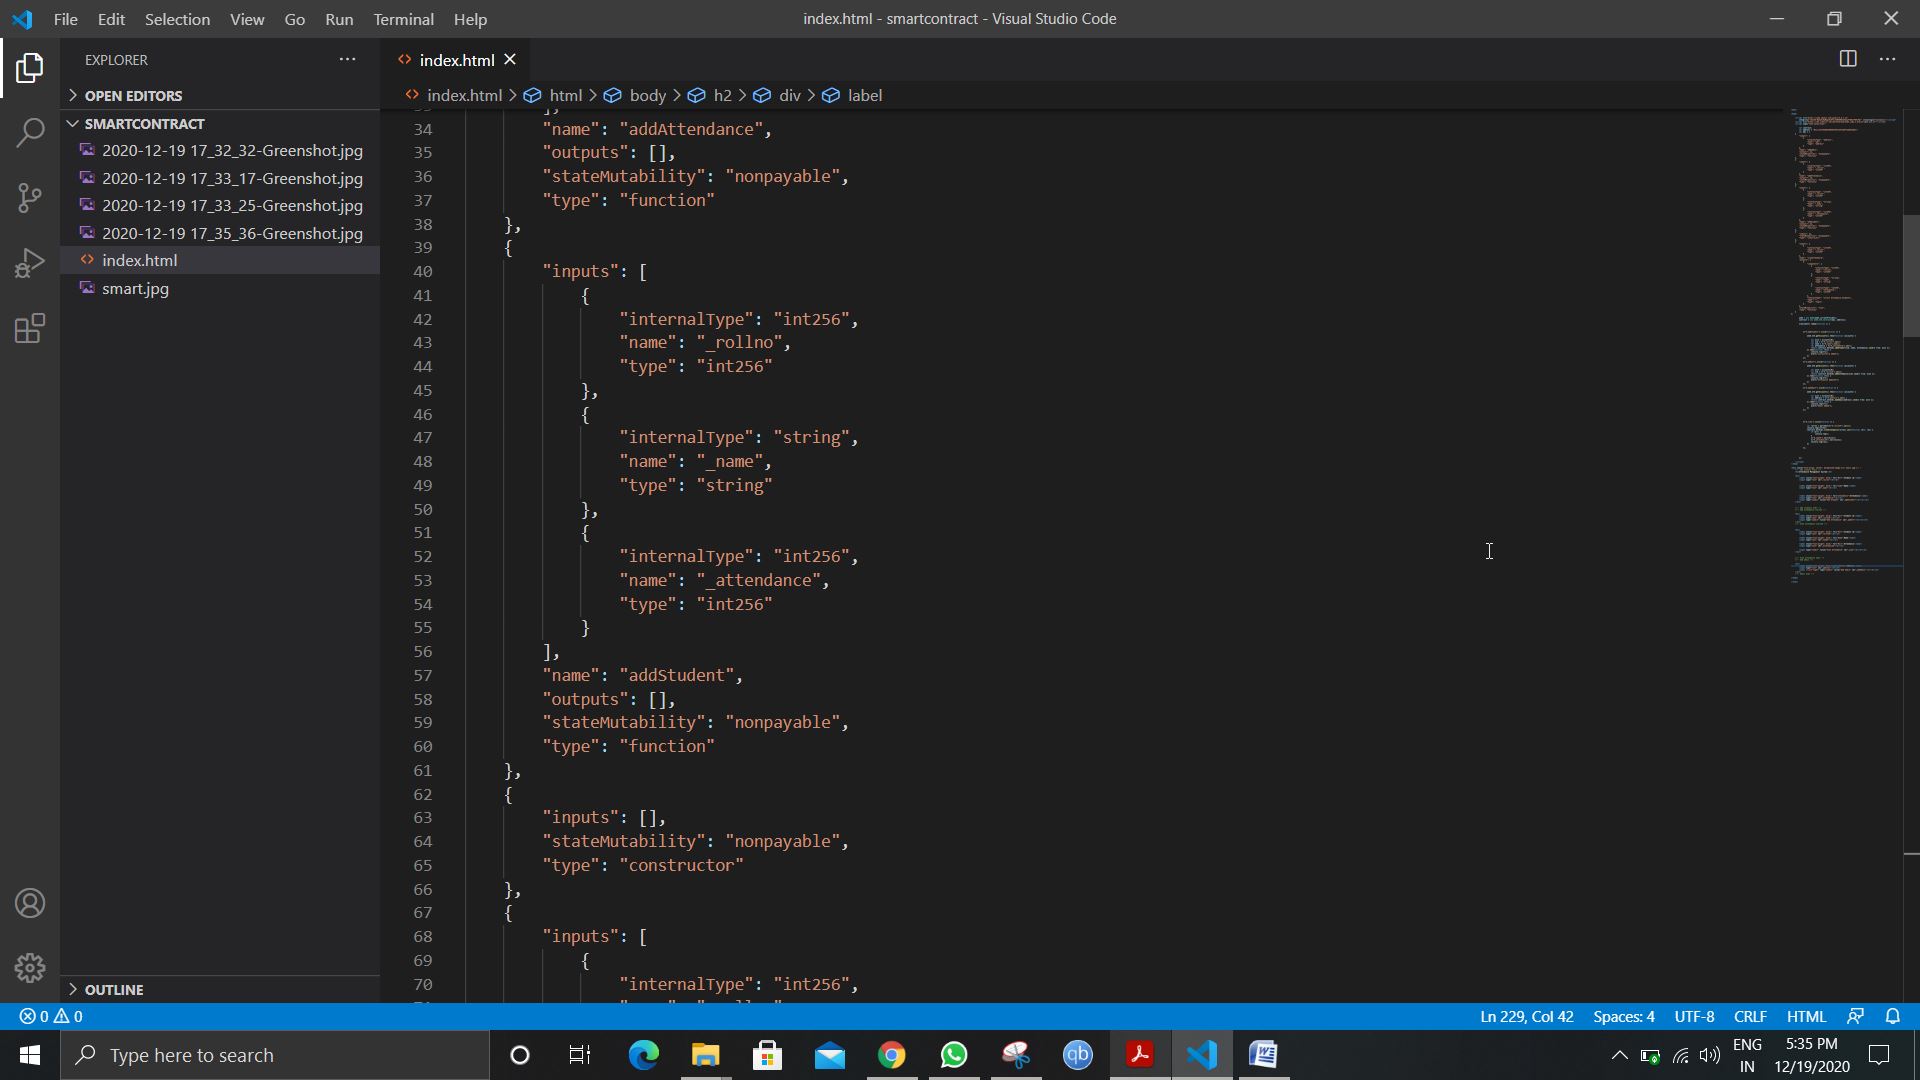 File Edit Selection View Go Run Terminal Help
index.html - smartcontract - Visual Studio Code
EXPLORER
OPEN EDITORS
SMARTCONTRACT
2020-12-19 17_32_32-Greenshot.jpg
2020-12-19 17_33_17-Greenshot.jpg
2020-12-19 17_33_25-Greenshot.jpg
2020-12-19 17_35_36-Greenshot.jpg
index.html
smart.jpg
OUTLINE
index.html
index.html > html > body > h2 > div > label
34 "name": "addAttendance",
35 "outputs": [],
36 "stateMutability": "nonpayable",
37 "type": "function"
38 },
39 {
40 "inputs": [
41 {
42 "internalType": "int256",
43 "name": "_rollno",
44 "type": "int256"
45 },
46 {
47 "internalType": "string",
48 "name": "_name",
49 "type": "string"
50 },
51 {
52 "internalType": "int256",
53 "name": "_attendance",
54 "type": "int256"
55 }
56 ],
57 "name": "addStudent",
58 "outputs": [],
59 "stateMutability": "nonpayable",
60 "type": "function"
61 },
62 {
63 "inputs": [],
64 "stateMutability": "nonpayable",
65 "type": "constructor"
66 },
67 {
68 "inputs": [
69 {
70 "internalType": "int256",
0 0
Ln 229, Col 42 Spaces: 4 UTF-8 CRLF HTML
Type here to search
qb
ENG
IN
5:35 PM
12/19/2020